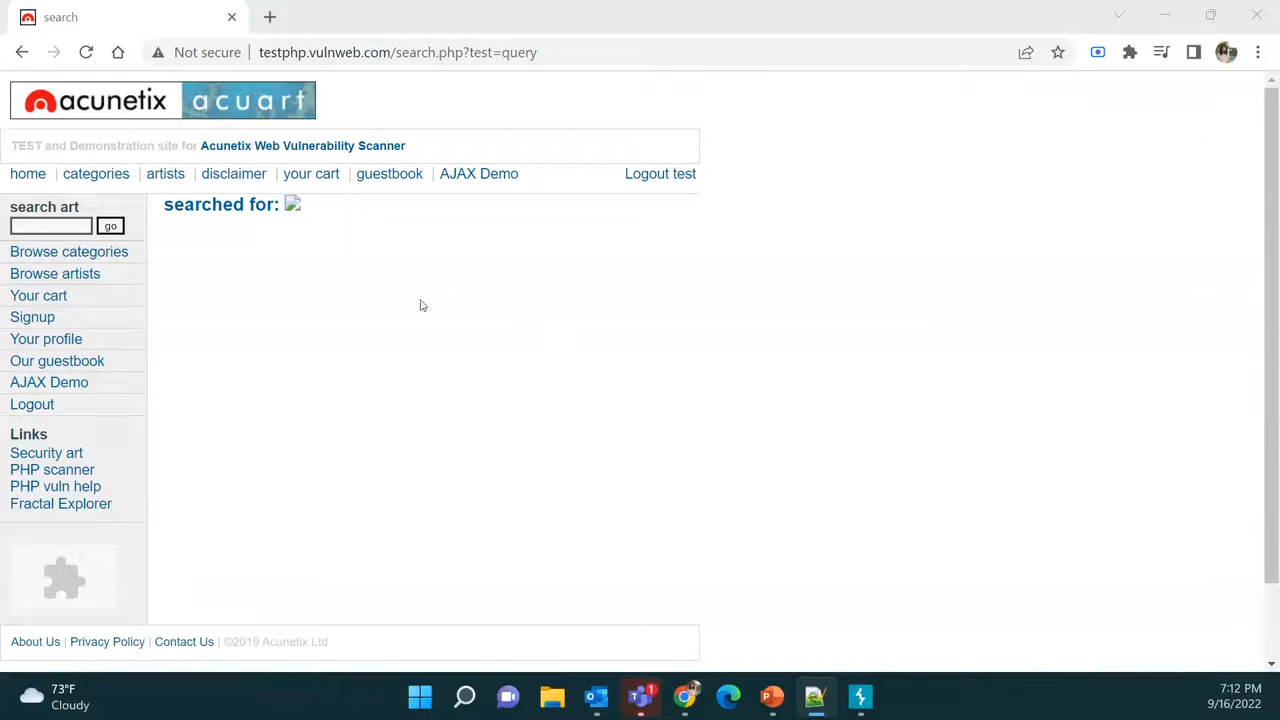 search
Not secure
testphp.vulnweb.com/search.php?test=query
acunetix acuart
TEST and Demonstration site for Acunetix Web Vulnerability Scanner
home | categories | artists | disclaimer | your cart | guestbook | AJAX Demo
Logout test
search art
go
Browse categories
Browse artists
Your cart
Signup
Your profile
Our guestbook
AJAX Demo
Logout
Links
Security art
PHP scanner
PHP vuln help
Fractal Explorer
searched for:
About Us | Privacy Policy | Contact Us | ©2019 Acunetix Ltd
73°F
Cloudy
1
7:12 PM
9/16/2022